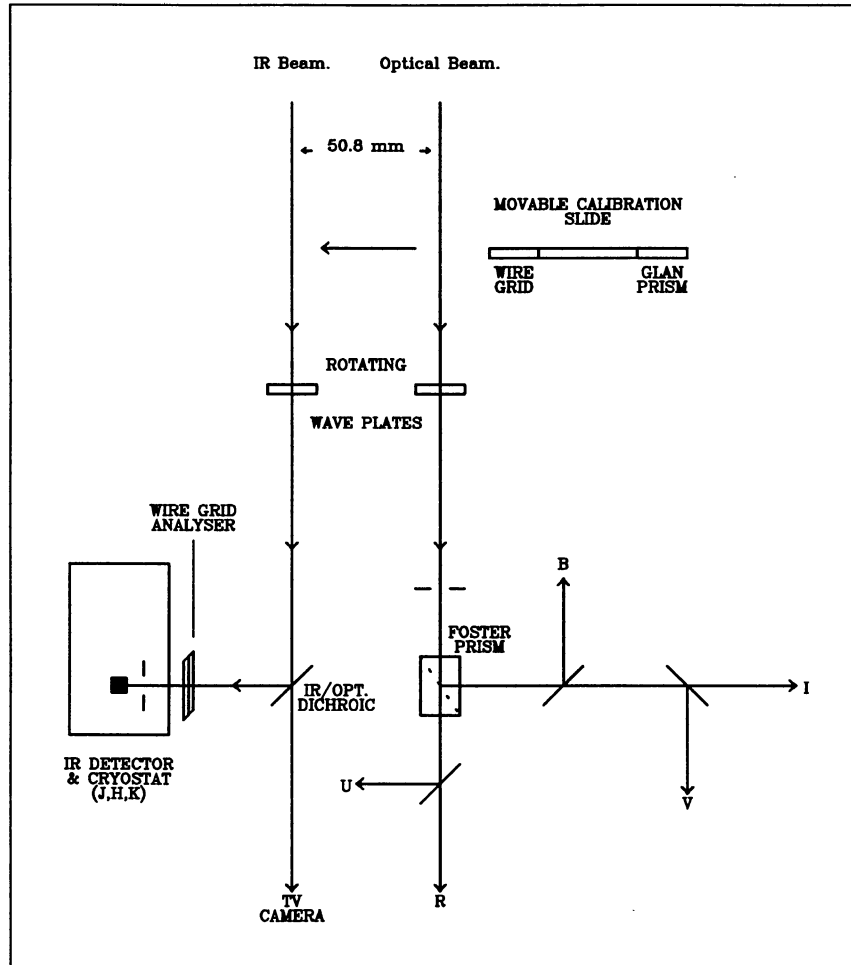 IR Beam.
Optical Beam.
50.8 mm
MOVABLE CALIBRATION
SLIDE
WIRE
GRID
GLAN
PRISM
ROTATING
WAVE PLATES
WIRE GRID
ANALYSER
B
FOSTER
PRISM
IR/OPT.
DICHROIC
I
IR DETECTOR
& CRYOSTAT
(J,H,K)
U
V
TV
CAMERA
R